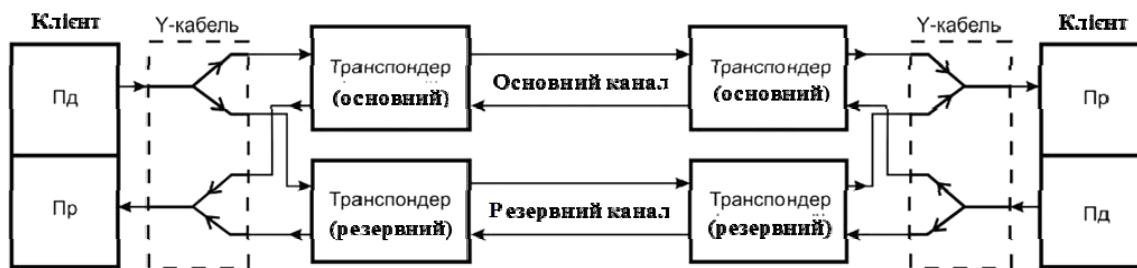 Клієнт
Y-кабель
Y-кабель
Клієнт
Пд
Транспондер
(основний)
Основний канал
Транспондер
(основний)
Пр
Пр
Транспондер
(резервний)
Резервний канал
Транспондер
(резервний)
Пд